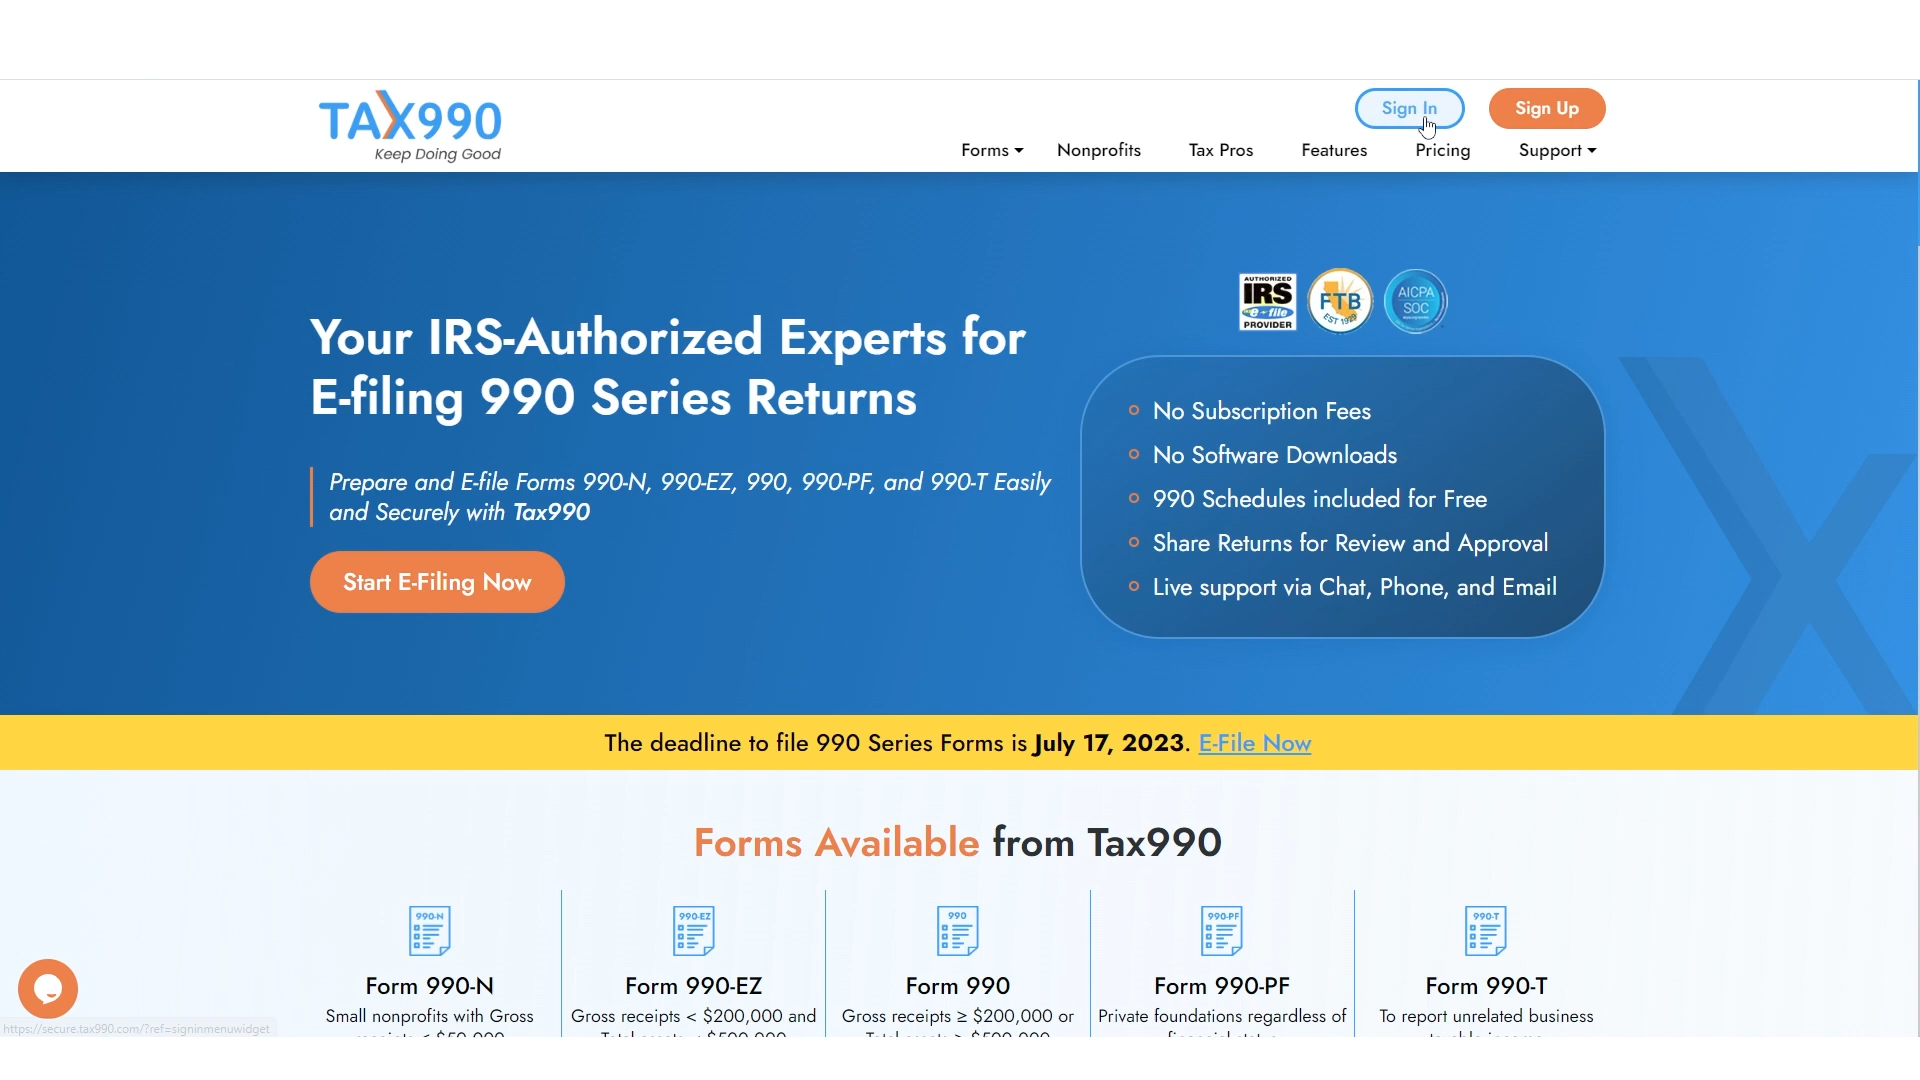 TAX990
Keep Doing Good
Sign In
Sign Up
Forms
Nonprofits
Tax Pros
Features
Pricing
Support
AUTHORIZED
IRS
e-file
PROVIDER
FTB
EST 1929
AICPA
SOC
Your IRS-Authorized Experts for
E-filing 990 Series Returns
Prepare and E-file Forms 990-N, 990-EZ, 990, 990-PF, and 990-T Easily
and Securely with Tax990
Start E-Filing Now
No Subscription Fees
No Software Downloads
990 Schedules included for Free
Share Returns for Review and Approval
Live support via Chat, Phone, and Email
The deadline to file 990 Series Forms is July 17, 2023. E-File Now
Forms Available from Tax990
990-N
990-EZ
990
990-PF
990-T
Form 990-N
Form 990-EZ
Form 990
Form 990-PF
Form 990-T
Small nonprofits with Gross
Gross receipts < $200,000 and
Gross receipts ≥ $200,000 or
Private foundations regardless of
To report unrelated business
https://secure.tax990.com/?ref=signinmenuwidget